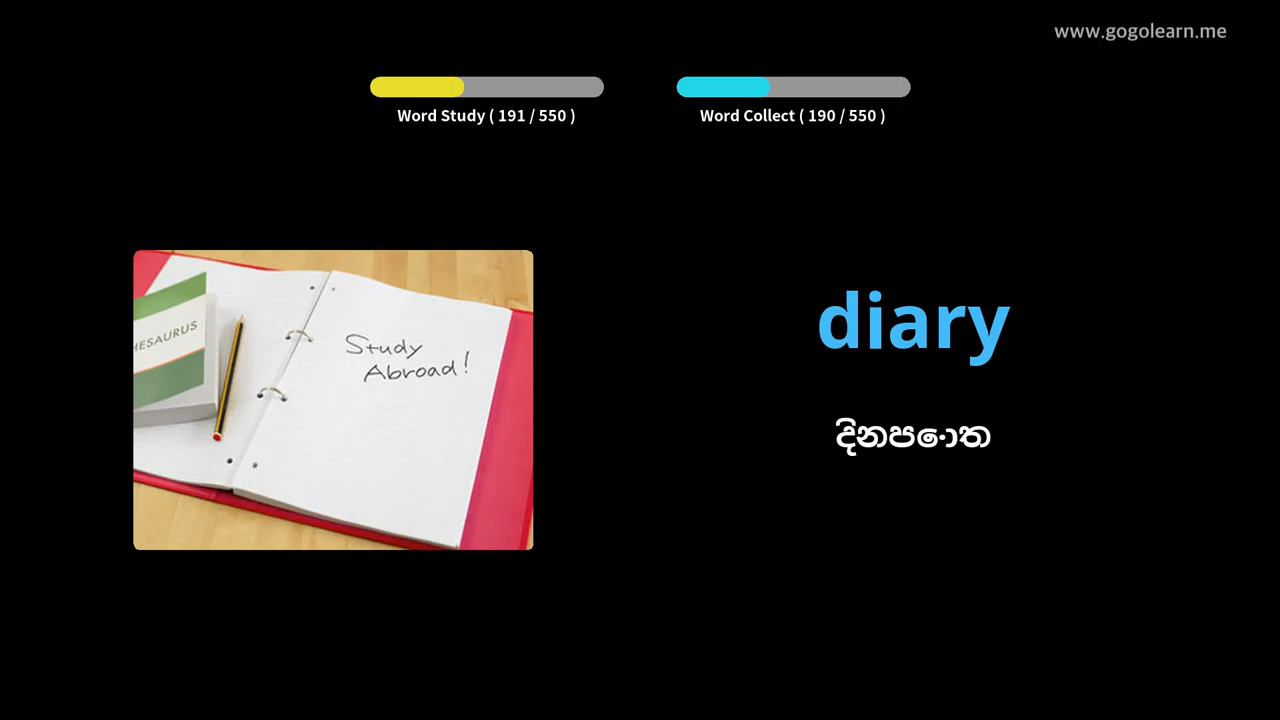 www.gogolearn.me
Word Study ( 191 / 550 )
Word Collect ( 190 / 550 )
HESAURUS
Study
Abroad!
diary
දිනපොත